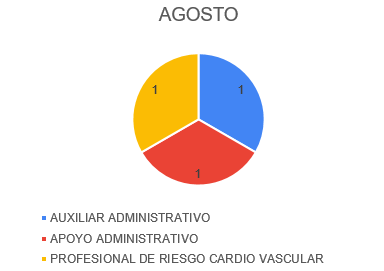 AGOSTO
1
1
1
AUXILIAR ADMINISTRATIVO
APOYO ADMINISTRATIVO
PROFESIONAL DE RIESGO CARDIO VASCULAR